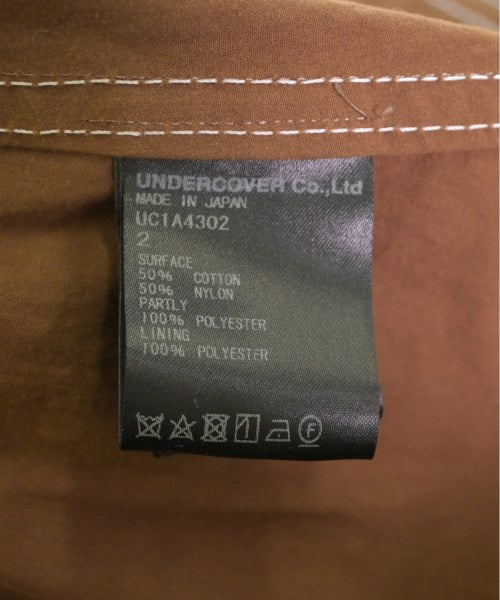 UNDERCOVER Co.,Ltd
MADE IN JAPAN
UC1A4302
2
SURFACE
50% COTTON
50% NYLON
PARTLY
100% POLYESTER
LINING
100% POLYESTER
F